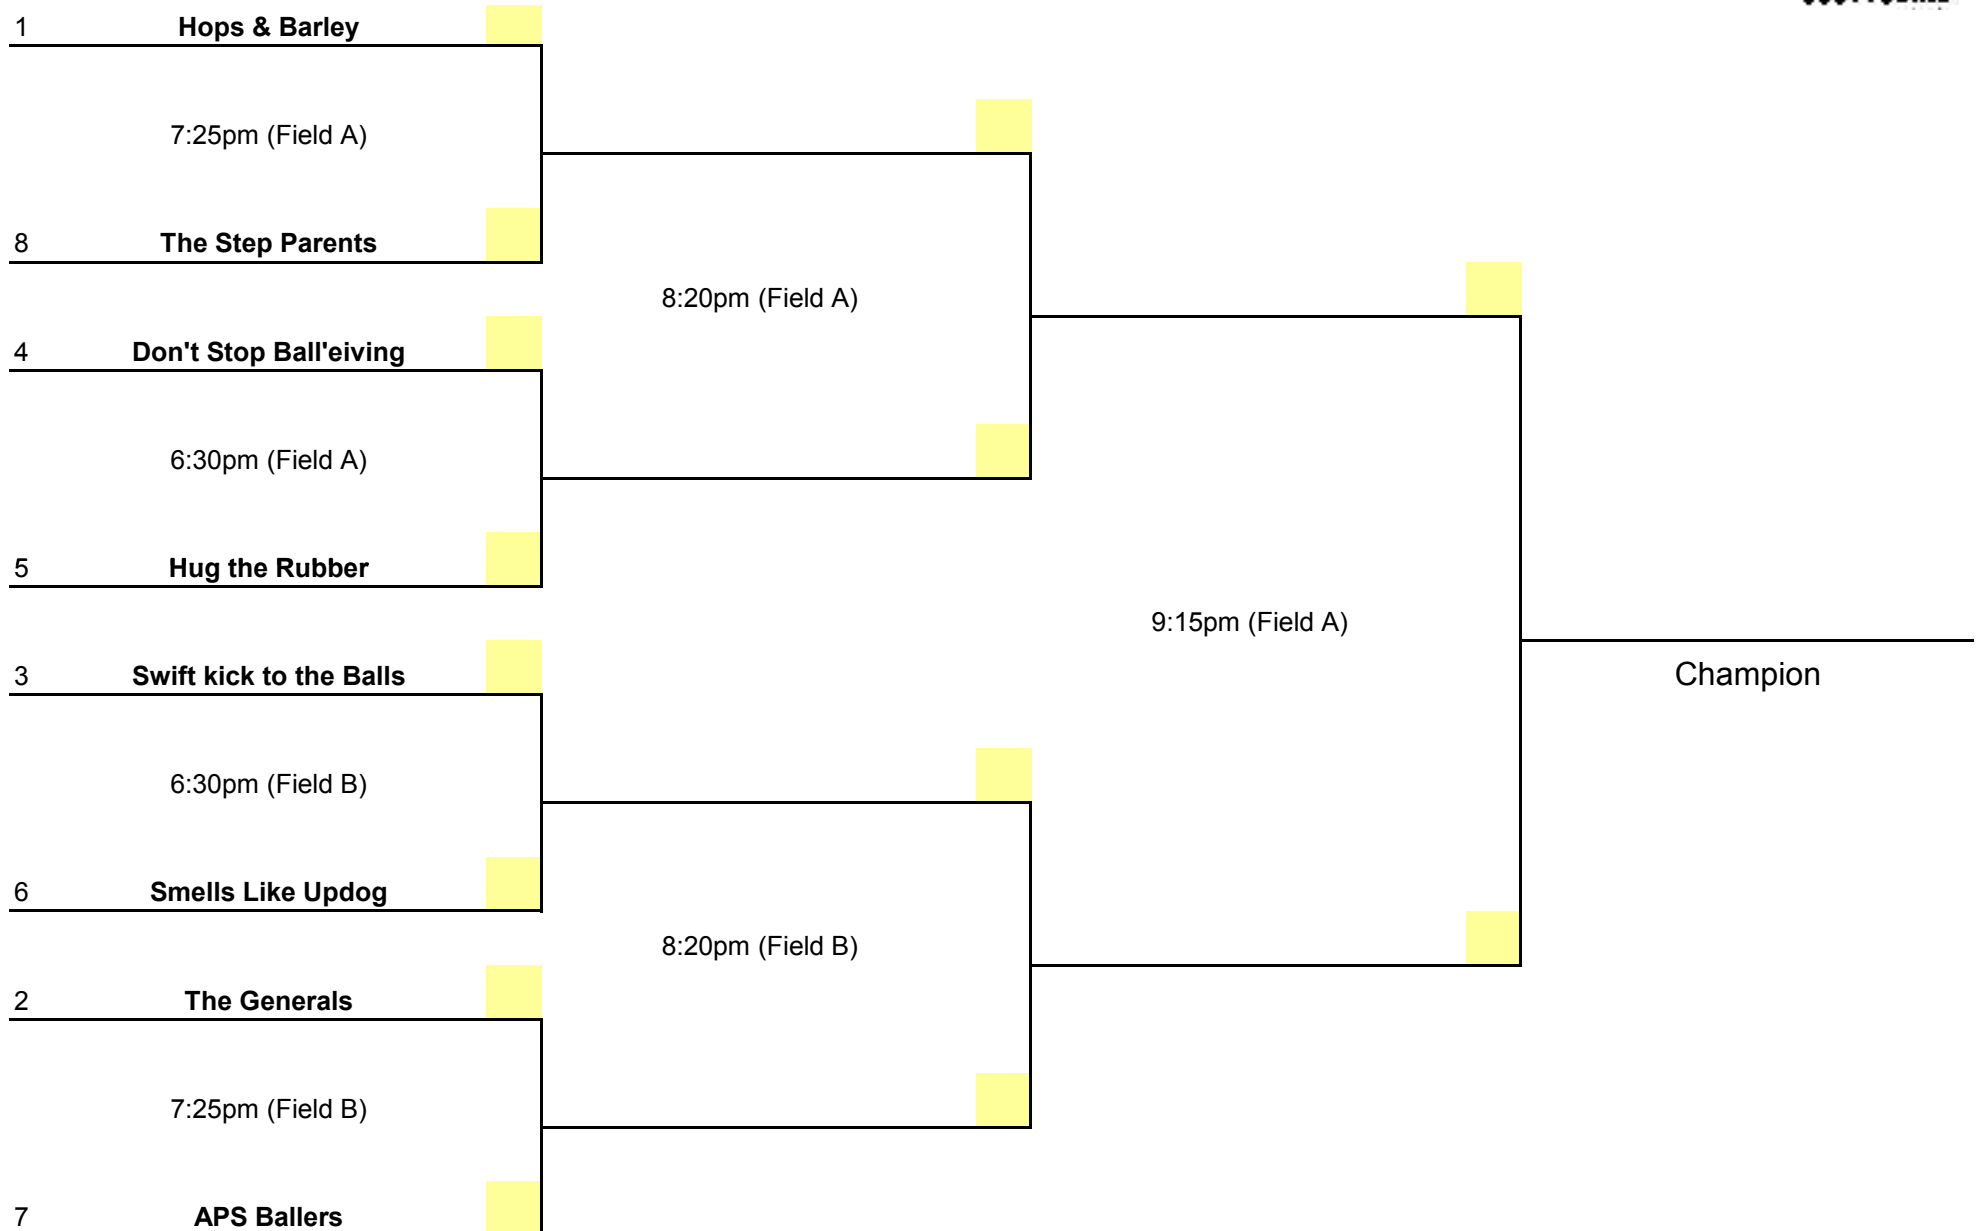 1 Hops & Barley
7:25pm (Field A)
8 The Step Parents
8:20pm (Field A)
4 Don't Stop Ball'eiving
6:30pm (Field A)
5 Hug the Rubber
9:15pm (Field A)
3 Swift kick to the Balls
Champion
6:30pm (Field B)
6 Smells Like Updog
8:20pm (Field B)
2 The Generals
7:25pm (Field B)
7 APS Ballers